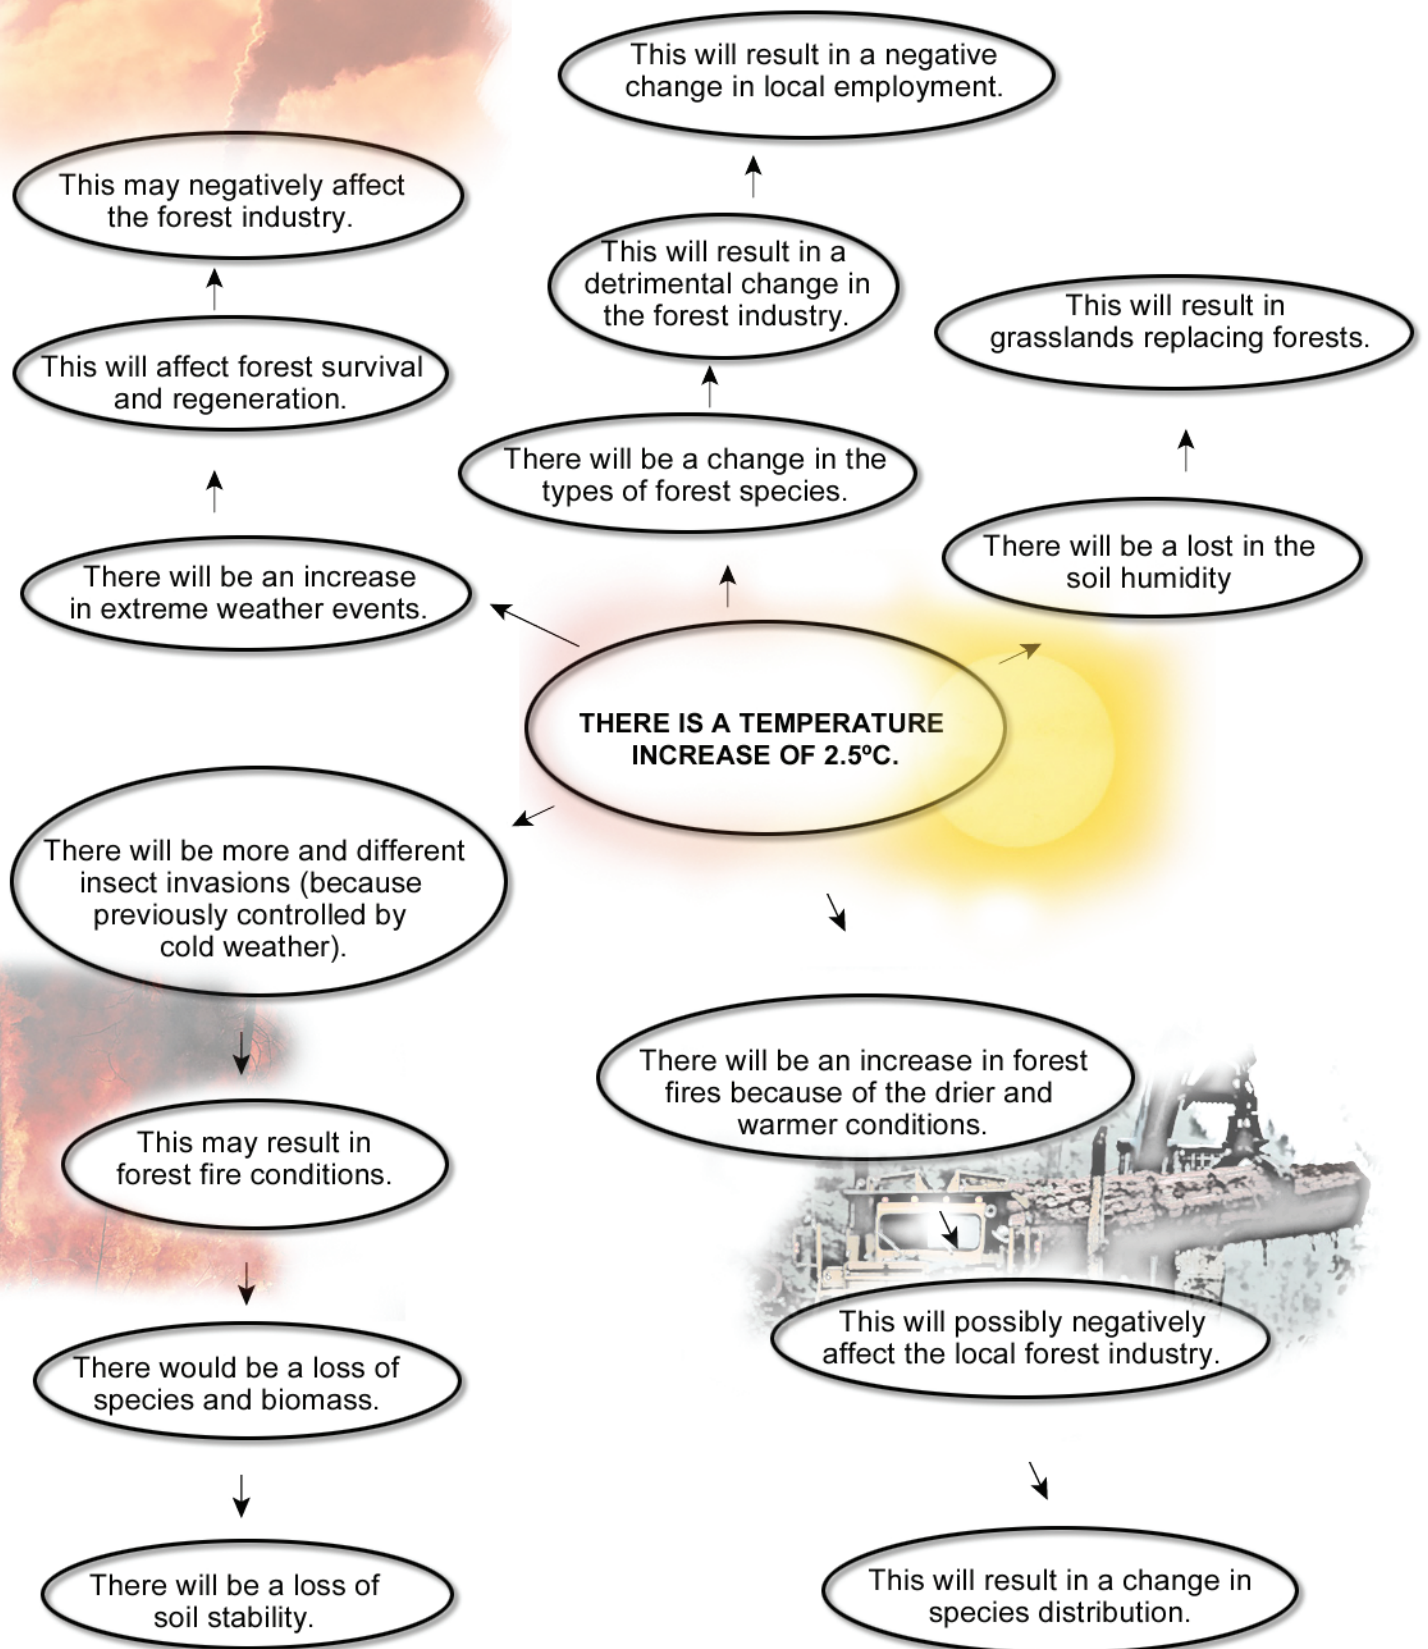 This will result in a negative
change in local employment.
This may negatively affect
the forest industry.
This will result in a
detrimental change in
the forest industry.
This will result in
grasslands replacing forests.
This will affect forest survival
and regeneration.
There will be a change in the
types of forest species.
There will be a lost in the
soil humidity
There will be an increase
in extreme weather events.
THERE IS A TEMPERATURE
INCREASE OF 2.5ºC.
There will be more and different
insect invasions (because
previously controlled by
cold weather).
There will be an increase in forest
fires because of the drier and
warmer conditions.
This may result in
forest fire conditions.
This will possibly negatively
affect the local forest industry.
There would be a loss of
species and biomass.
There will be a loss of
soil stability.
This will result in a change in
species distribution.